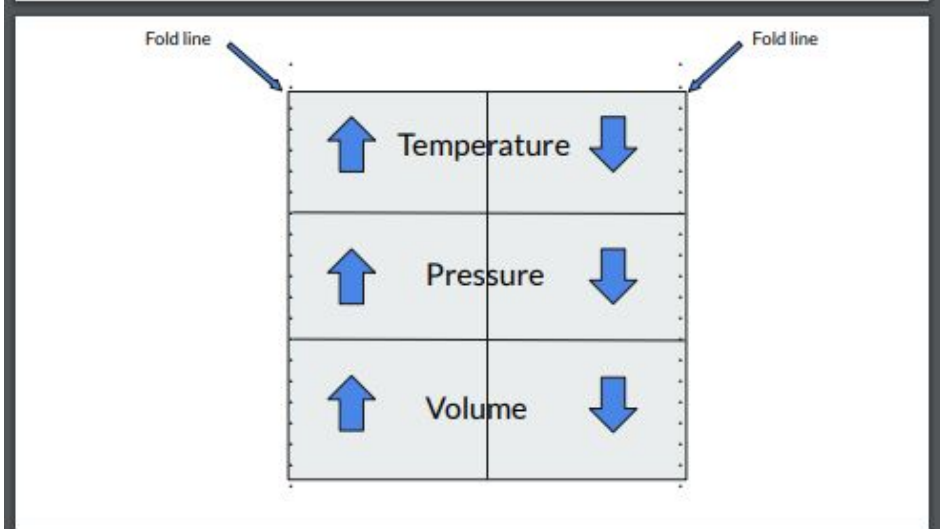 Fold line
Fold line
Temperature
Pressure
Volume